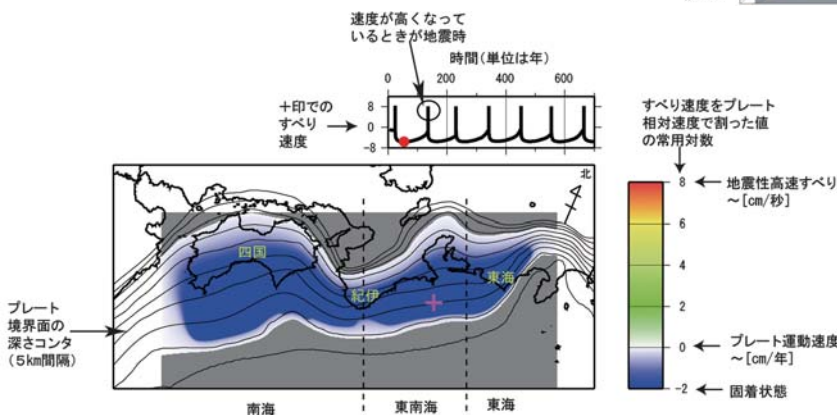 速度が高くなって
いるときが地震時
時間(単位は年)
0 200 400 600
+印での
すべり
速度
8
0
-8
すべり速度をプレート
相対速度で割った値
の常用対数
北
四国
紀伊
東海
プレート
境界面の
深さコンタ
(5km間隔)
8
6
4
2
0
-2
地震性高速すべり
～[cm/秒]
プレート運動速度
～[cm/年]
固着状態
南海
東南海
東海